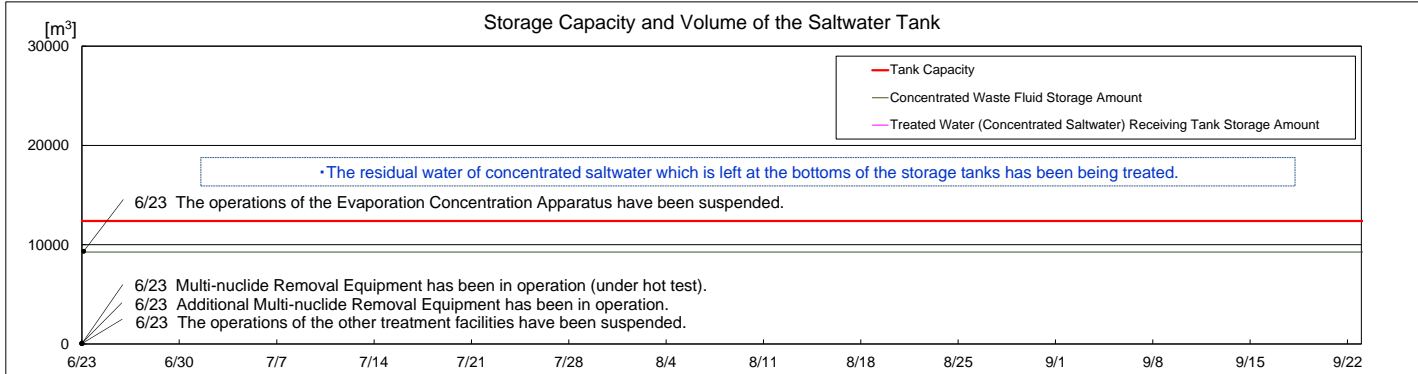 Storage Capacity and Volume of the Saltwater Tank
[m³]
30000
Tank Capacity
Concentrated Waste Fluid Storage Amount
Treated Water (Concentrated Saltwater) Receiving Tank Storage Amount
20000
・The residual water of concentrated saltwater which is left at the bottoms of the storage tanks has been being treated.
6/23 The operations of the Evaporation Concentration Apparatus have been suspended.
10000
6/23 Multi-nuclide Removal Equipment has been in operation (under hot test).
6/23 Additional Multi-nuclide Removal Equipment has been in operation.
6/23 The operations of the other treatment facilities have been suspended.
0
6/23 6/30 7/7 7/14 7/21 7/28 8/4 8/11 8/18 8/25 9/1 9/8 9/15 9/22